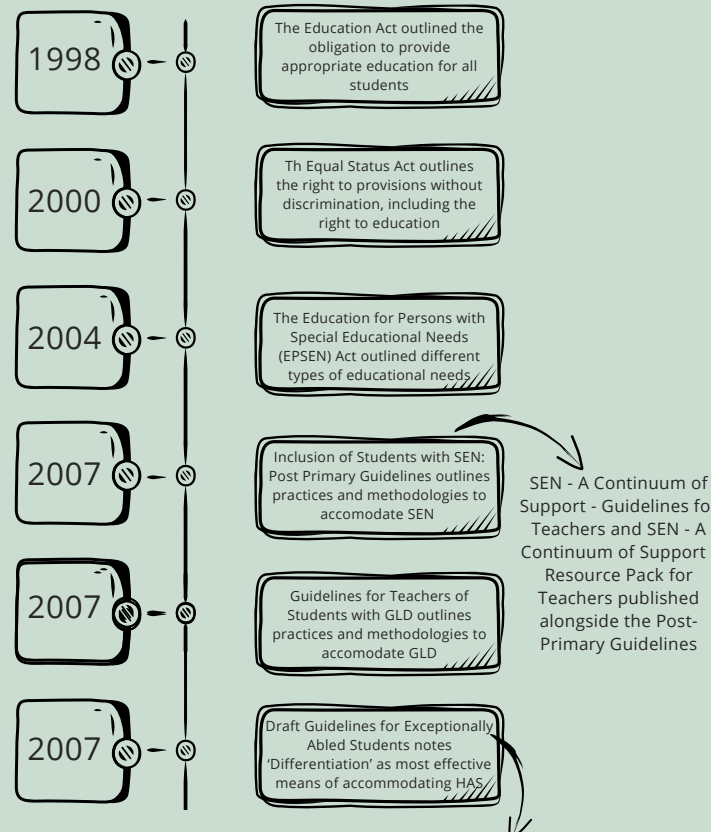 1998
The Education Act outlined the
obligation to provide
appropriate education for all
students
2000
Th Equal Status Act outlines
the right to provisions without
discrimination, including the
right to education
2004
The Education for Persons with
Special Educational Needs
(EPSEN) Act outlined different
types of educational needs
2007
Inclusion of Students with SEN:
Post Primary Guidelines outlines
practices and methodologies to
accomodate SEN
SEN - A Continuum of
Support - Guidelines fo
Teachers and SEN - A
Continuum of Support
Resource Pack for
Teachers published
alongside the Post-
Primary Guidelines
2007
Guidelines for Teachers of
Students with GLD outlines
practices and methodologies to
accomodate GLD
2007
Draft Guidelines for Exceptionally
Abled Students notes
‘Differentiation’ as most effective
means of accommodating HAS